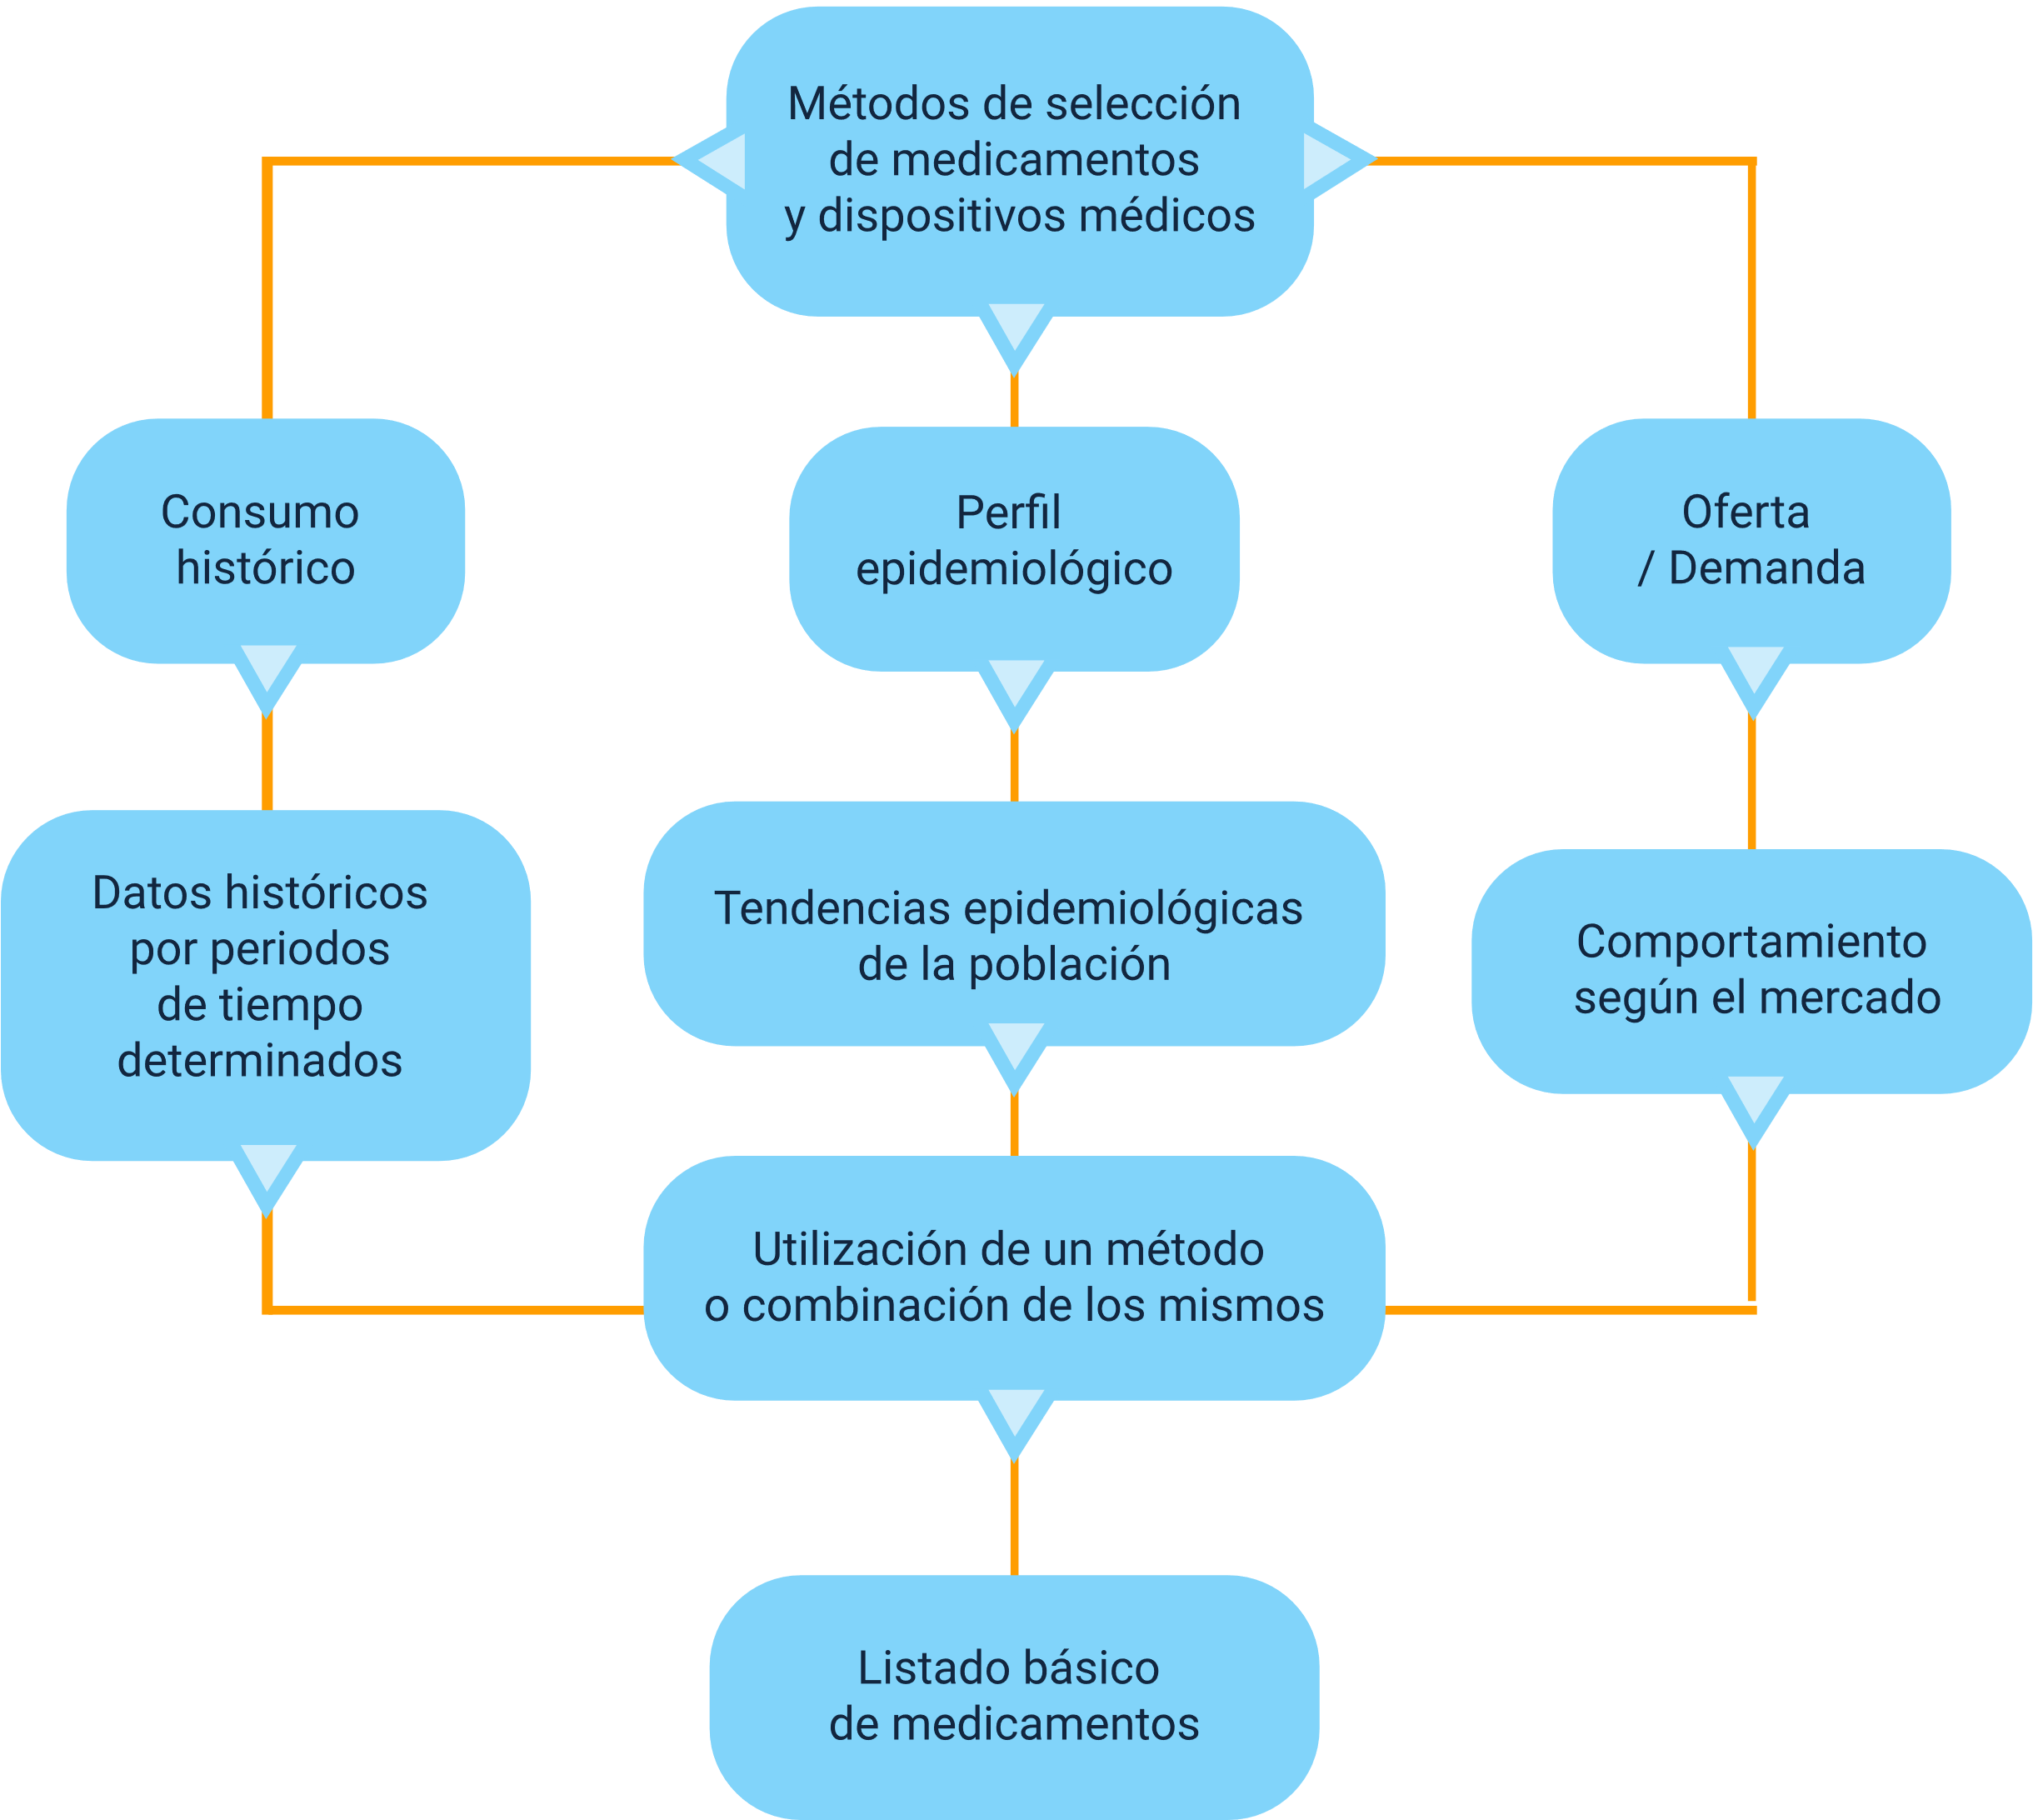 Métodos de selección
de medicamentos
y dispositivos médicos
Consumo
histórico
Perfil
epidemiológico
Oferta
/ Demanda
Datos históricos
por periodos
de tiempo
determinados
Tendencias epidemiológicas
de la población
Comportamiento
según el mercado
Utilización de un método
o combinación de los mismos
Listado básico
de medicamentos